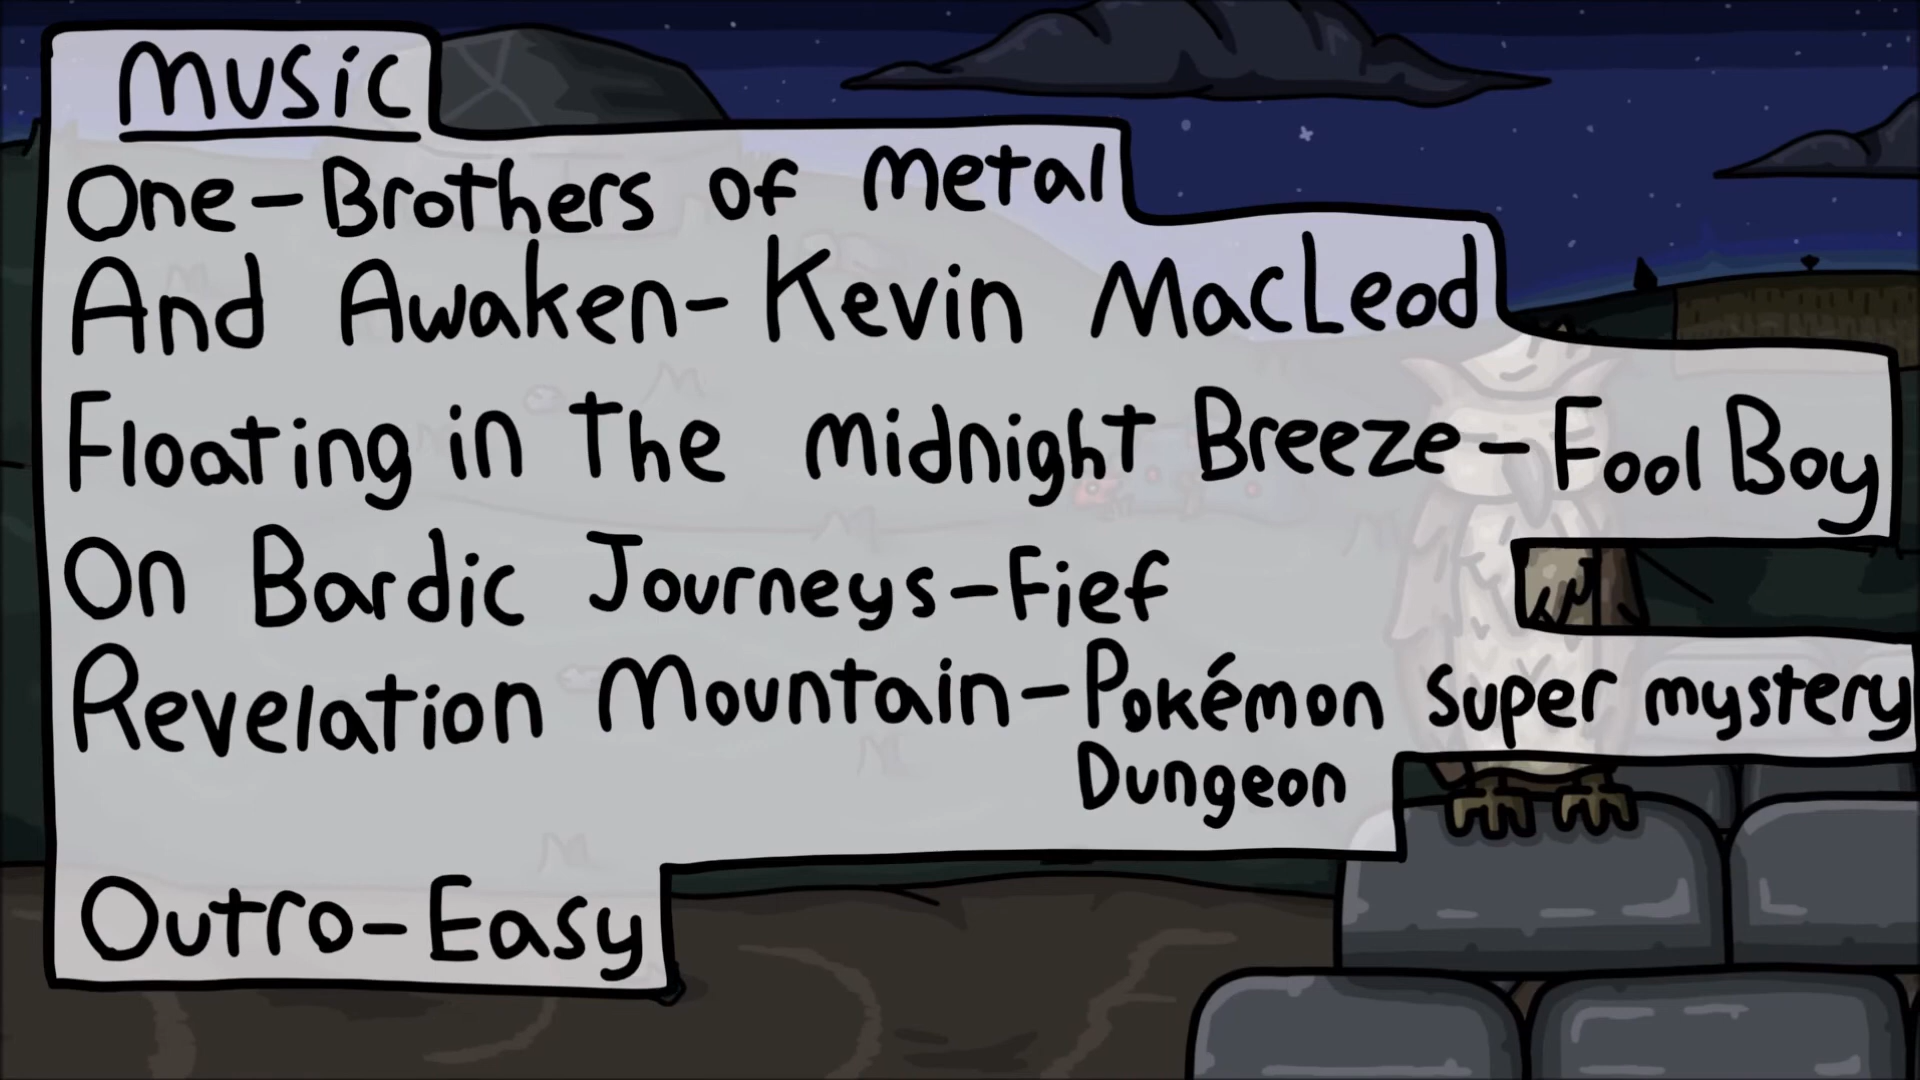 Music
One-Brothers of Metal
And Awaken-Kevin MacLeod
Floating in The Midnight Breeze-Fool Boy
On Bardic Journeys-Fief
Revelation Mountain-Pokémon Super mystery
Dungeon
Outro-Easy